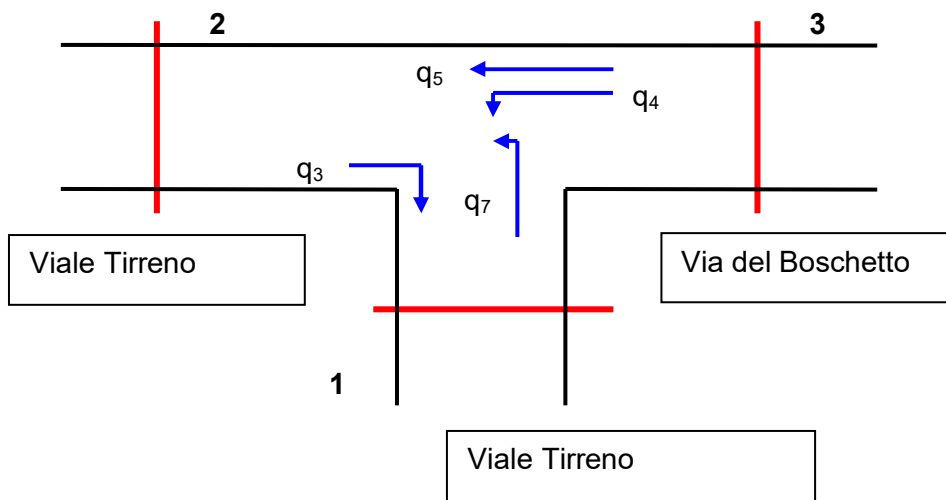 2
3
q₅
q₄
q₃
q₇
Viale Tirreno
Via del Boschetto
1
Viale Tirreno